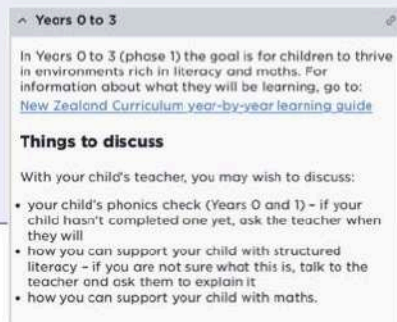 Years 0 to 3
In Years 0 to 3 (phase 1) the goal is for children to thrive
in environments rich in literacy and maths. For
information about what they will be learning, go to:
New Zealand Curriculum year-by-year learning guide
Things to discuss
With your child's teacher, you may wish to discuss:
• your child's phonics check (Years 0 and 1) – if your
child hasn't completed one yet, ask the teacher when
they will
• how you can support your child with structured
literacy – if you are not sure what this is, talk to the
teacher and ask them to explain it
• how you can support your child with maths.